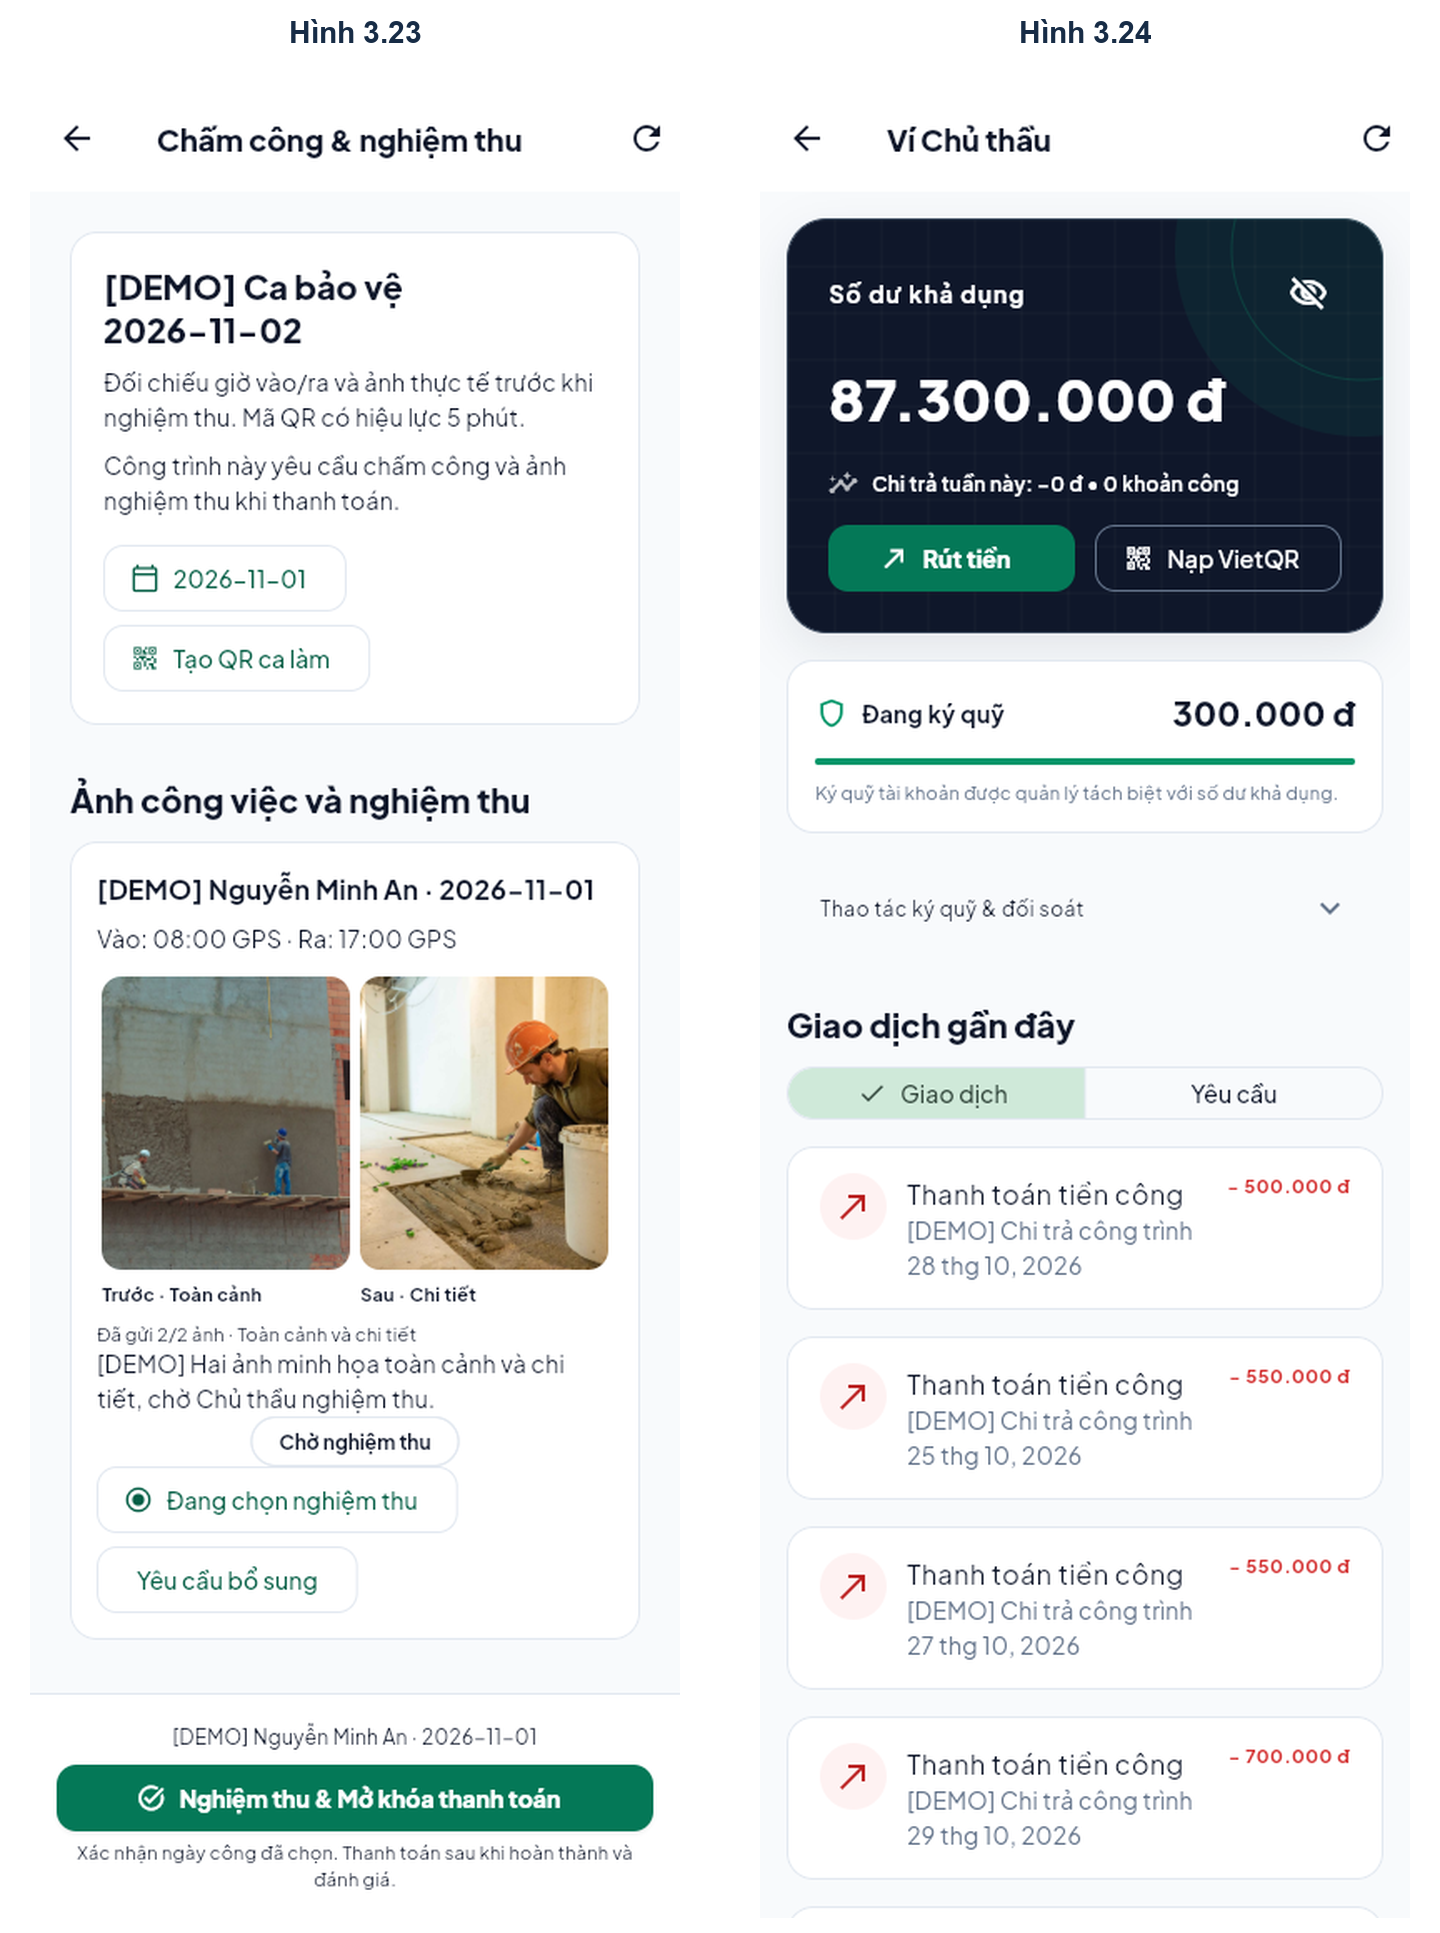 Hình 3.23
Chấm công & nghiệm thu
[DEMO] Ca bảo vệ
2026-11-02
Đối chiếu giờ vào/ra và ảnh thực tế trước khi
nghiệm thu. Mã QR có hiệu lực 5 phút.
Công trình này yêu cầu chấm công và ảnh
nghiệm thu khi thanh toán.
2026-11-01
Tạo QR ca làm
Ảnh công việc và nghiệm thu
[DEMO] Nguyễn Minh An · 2026-11-01
Vào: 08:00 GPS · Ra: 17:00 GPS
Trước · Toàn cảnh
Sau · Chi tiết
Đã gửi 2/2 ảnh · Toàn cảnh và chi tiết
[DEMO] Hai ảnh minh họa toàn cảnh và chi
tiết, chờ Chủ thầu nghiệm thu.
Chờ nghiệm thu
Đang chọn nghiệm thu
Yêu cầu bổ sung
[DEMO] Nguyễn Minh An · 2026-11-01
Nghiệm thu & Mở khóa thanh toán
Xác nhận ngày công đã chọn. Thanh toán sau khi hoàn thành và
đánh giá.
Hình 3.24
Ví Chủ thầu
Số dư khả dụng
87.300.000 đ
Chi trả tuần này: -0 đ • 0 khoản công
Rút tiền
Nạp VietQR
Đang ký quỹ
300.000 đ
Ký quỹ tài khoản được quản lý tách biệt với số dư khả dụng.
Thao tác ký quỹ & đối soát
Giao dịch gần đây
Giao dịch
Yêu cầu
Thanh toán tiền công
- 500.000 đ
[DEMO] Chi trả công trình
28 thg 10, 2026
Thanh toán tiền công
- 550.000 đ
[DEMO] Chi trả công trình
25 thg 10, 2026
Thanh toán tiền công
- 550.000 đ
[DEMO] Chi trả công trình
27 thg 10, 2026
Thanh toán tiền công
- 700.000 đ
[DEMO] Chi trả công trình
29 thg 10, 2026